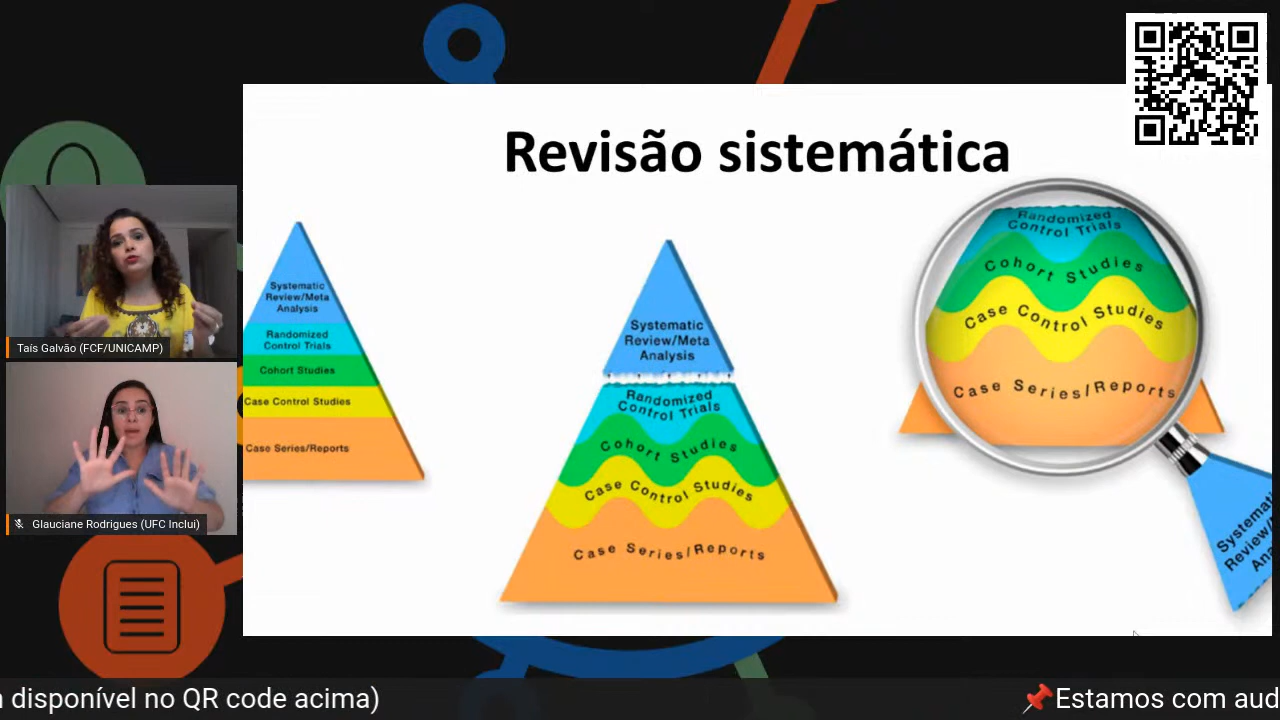 Revisão sistemática
Systematic
Review/Meta
Analysis
Randomized
Control Trials
Cohort Studies
Case Control Studies
Case Series/Reports
Systematic
Review/Meta
Analysis
Randomized
Control Trials
Cohort Studies
Case Control Studies
Case Series/Reports
Randomized
Control Trials
Cohort Studies
Case Control Studies
Case Series/Reports
Taís Galvão (FCF/UNICAMP)
Glauciane Rodrigues (UFC Inclui)
disponível no QR code acima)
📌Estamos com aud